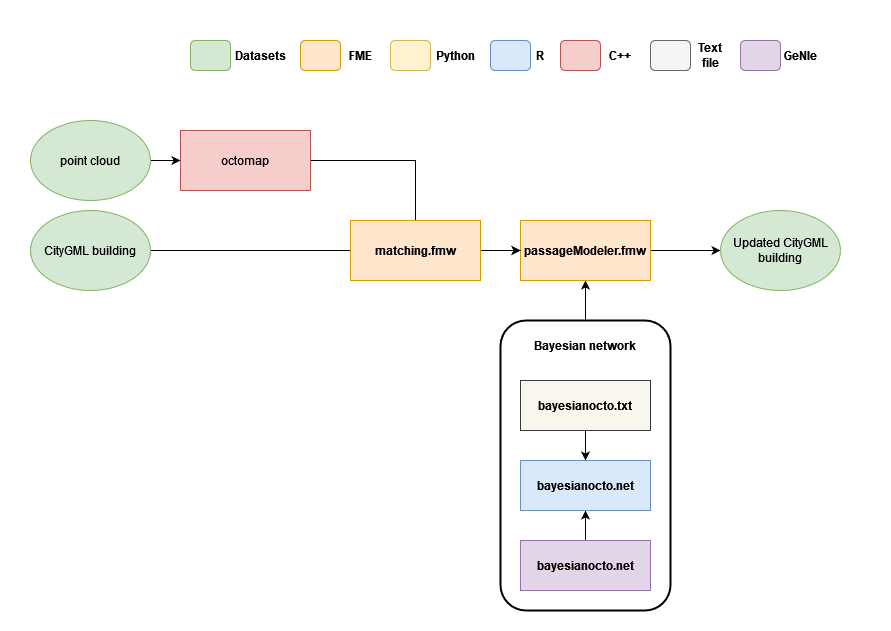 Datasets
FME
Python
R
C++
Text
file
GeNIe
point cloud
octomap
CityGML building
matching.fmw
passageModeler.fmw
Updated CityGML
building
Bayesian network
bayesianocto.txt
bayesianocto.net
bayesianocto.net